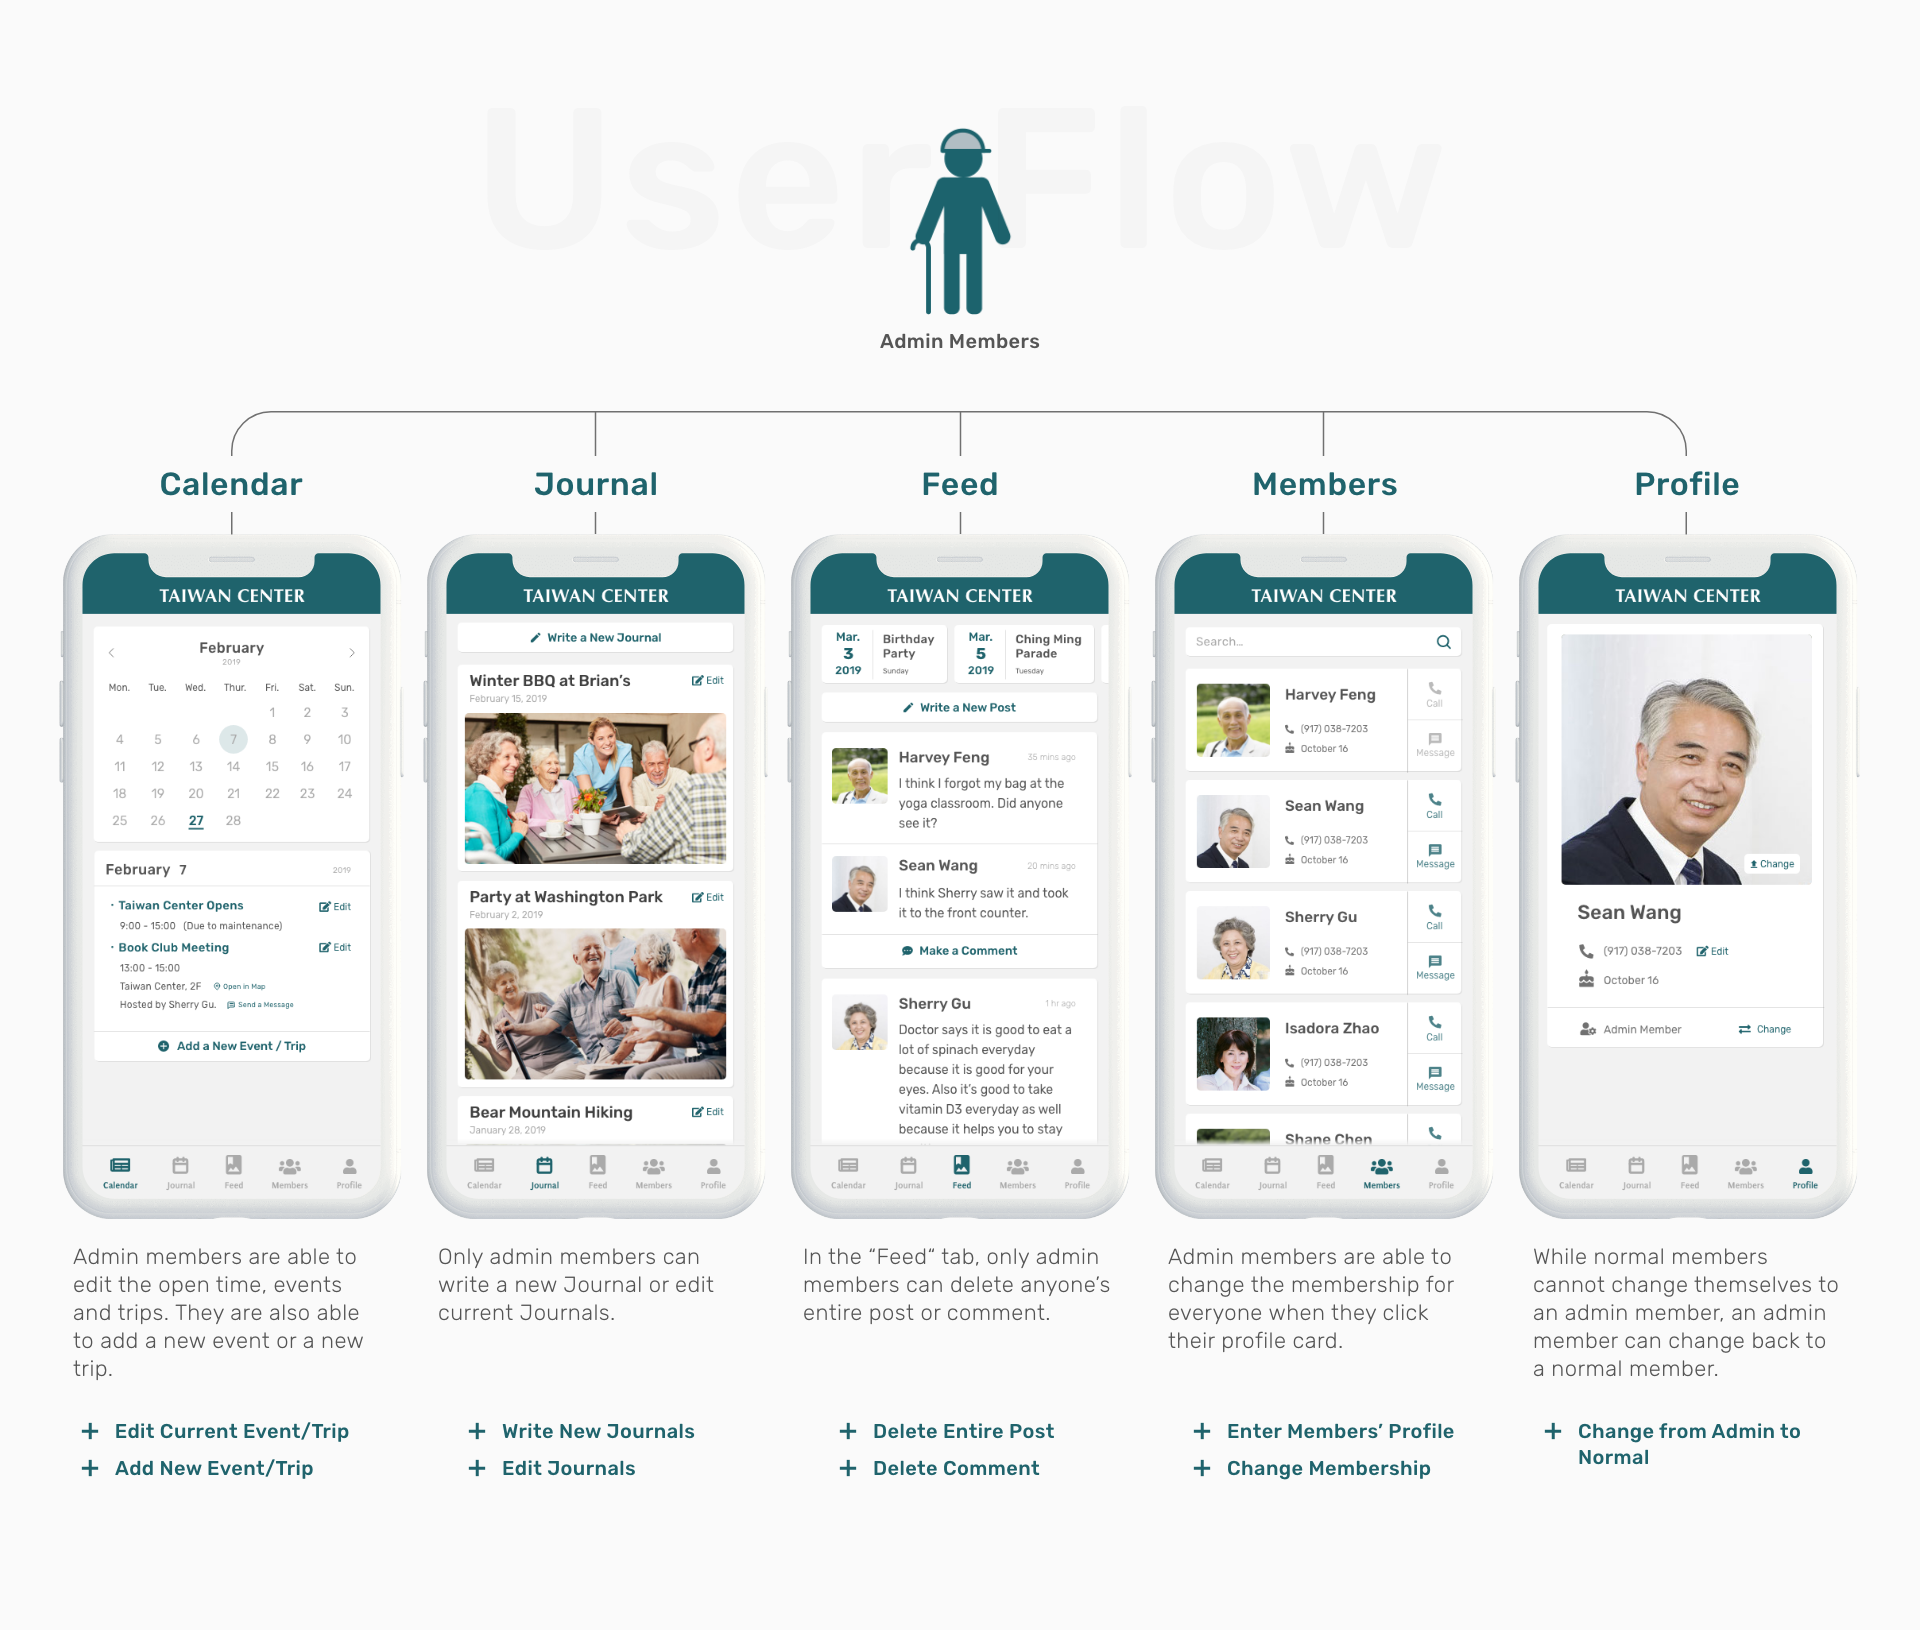 User Flow
Admin Members
Calendar
Journal
Feed
Members
Profile
TAIWAN CENTER
February
2019
Mon. Tue. Wed. Thur. Fri. Sat. Sun.
1 2 3
4 5 6 7 8 9 10
11 12 13 14 15 16 17
18 19 20 21 22 23 24
25 26 27 28
February 7 2019
· Taiwan Center Opens Edit
9:00 - 15:00 (Due to maintenance)
· Book Club Meeting Edit
13:00 - 15:00
Taiwan Center, 2F Open in Map
Hosted by Sherry Gu. Send a Message
Add a New Event / Trip
Calendar Journal Feed Members Profile
TAIWAN CENTER
Write a New Journal
Winter BBQ at Brian's Edit
February 15, 2019
Party at Washington Park Edit
February 2, 2019
Bear Mountain Hiking Edit
January 28, 2019
Calendar Journal Feed Members Profile
TAIWAN CENTER
Mar.
3
2019
Birthday
Party
Sunday
Mar.
5
2019
Ching Ming
Parade
Tuesday
Write a New Post
Harvey Feng 35 mins ago
I think I forgot my bag at the
yoga classroom. Did anyone
see it?
Sean Wang 20 mins ago
I think Sherry saw it and took
it to the front counter.
Make a Comment
Sherry Gu 1 hr ago
Doctor says it is good to eat a
lot of spinach everyday
because it is good for your
eyes. Also it's good to take
vitamin D3 everyday as well
because it helps you to stay
Calendar Journal Feed Members Profile
TAIWAN CENTER
Search...
Harvey Feng
(917) 038-7203
October 16
Call
Message
Sean Wang
(917) 038-7203
October 16
Call
Message
Sherry Gu
(917) 038-7203
October 16
Call
Message
Isadora Zhao
(917) 038-7203
October 16
Call
Message
Shane Chen
Calendar Journal Feed Members Profile
TAIWAN CENTER
Change
Sean Wang
(917) 038-7203 Edit
October 16
Admin Member Change
Calendar Journal Feed Members Profile
Admin members are able to
edit the open time, events
and trips. They are also able
to add a new event or a new
trip.
+ Edit Current Event/Trip
+ Add New Event/Trip
Only admin members can
write a new Journal or edit
current Journals.
+ Write New Journals
+ Edit Journals
In the “Feed“ tab, only admin
members can delete anyone's
entire post or comment.
+ Delete Entire Post
+ Delete Comment
Admin members are able to
change the membership for
everyone when they click
their profile card.
+ Enter Members' Profile
+ Change Membership
While normal members
cannot change themselves to
an admin member, an admin
member can change back to
a normal member.
+ Change from Admin to
Normal